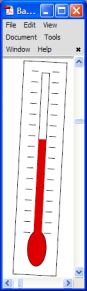 Ba...
File Edit View
Document Tools
Window Help